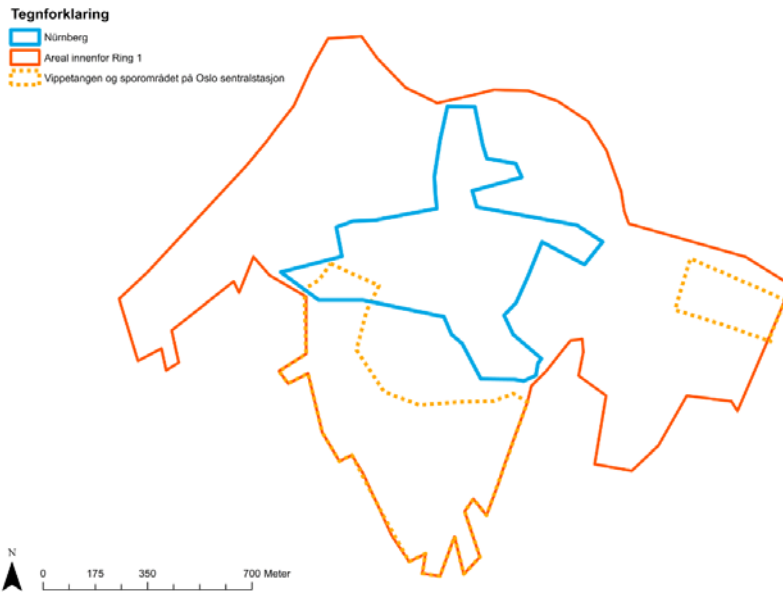 Tegnforklaring
Nürnberg
Areal innenfor Ring 1
Vippetangen og sporområdet på Oslo sentralstasjon
N
0 175 350 700 Meter